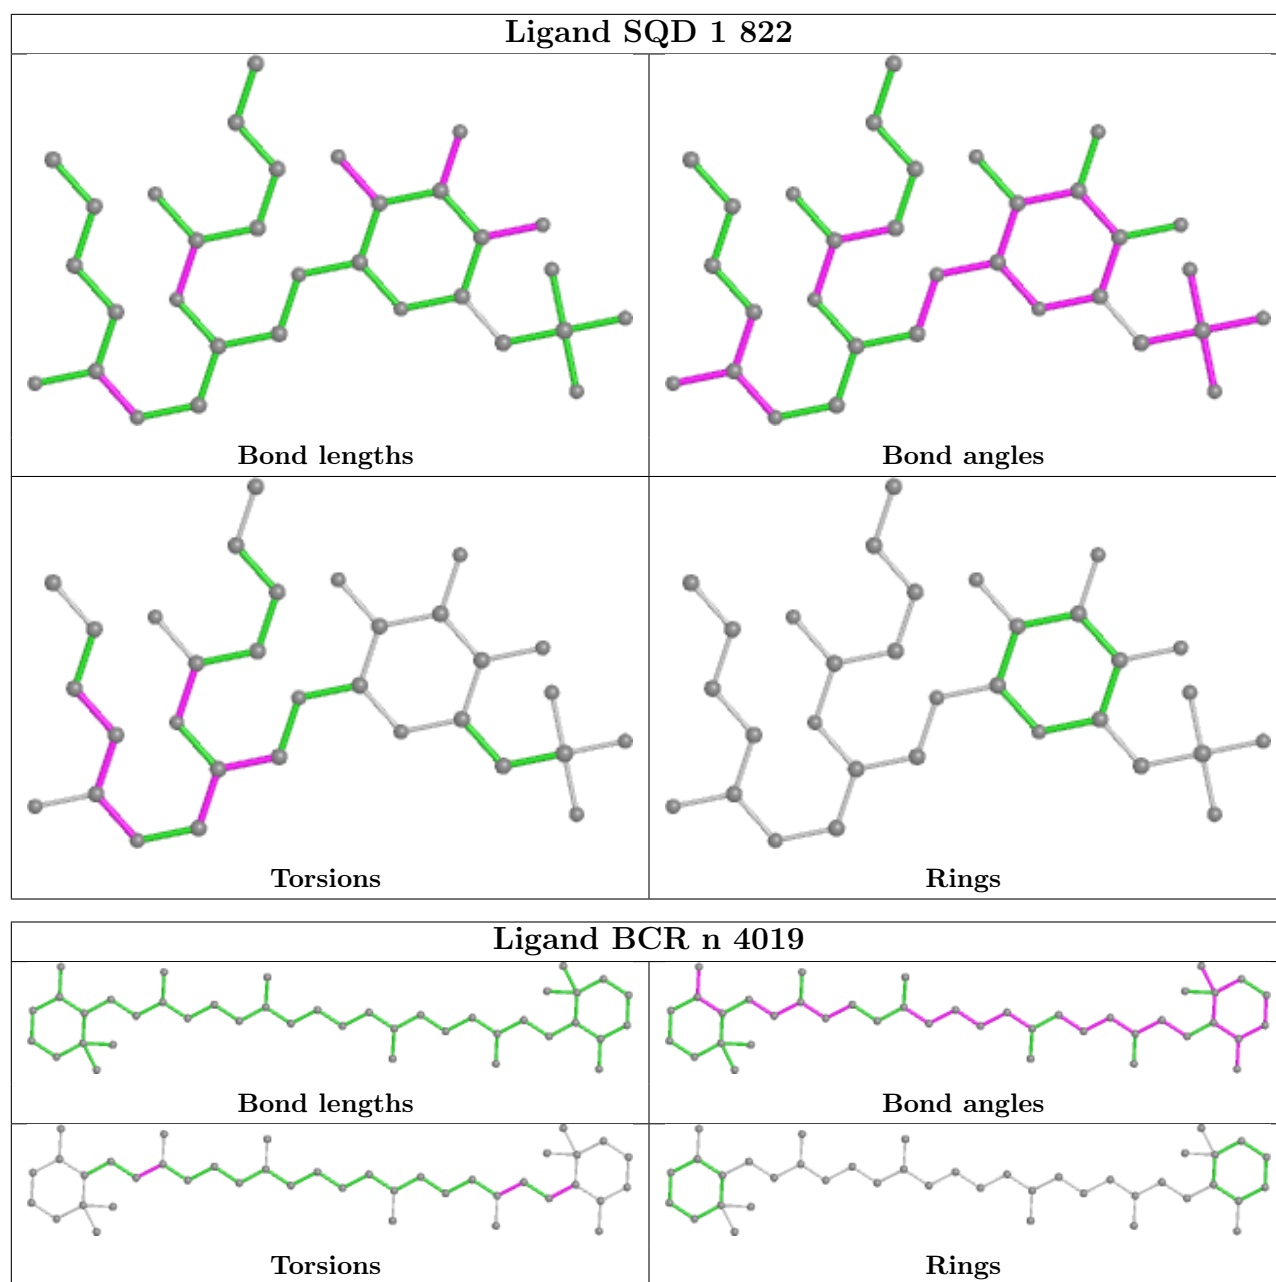 Ligand SQD 1 822
Bond lengths
Bond angles
Torsions
Rings
Ligand BCR n 4019
Bond lengths
Bond angles
Torsions
Rings